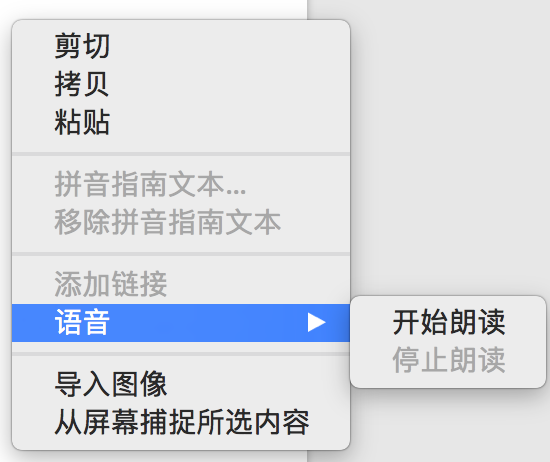 剪切
拷贝
粘贴
拼音指南文本...
移除拼音指南文本
添加链接
语音
开始朗读
停止朗读
导入图像
从屏幕捕捉所选内容